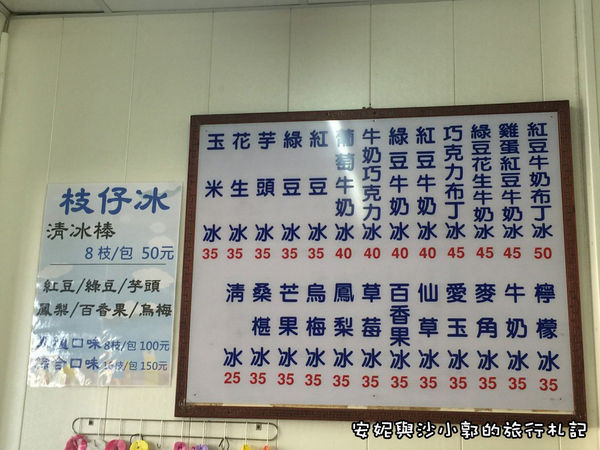 紅豆牛奶布丁冰 50
雞蛋紅豆牛奶冰 45
綠豆花生牛奶冰 45
巧克力布丁冰 45
紅豆牛奶冰 40
綠豆牛奶冰 40
牛奶巧克力冰 40
葡萄牛奶冰 40
紅豆冰 35
綠豆冰 35
芋頭冰 35
花生冰 35
玉米冰 35
檸檬冰 35
牛奶冰 35
麥角冰 35
愛玉冰 35
仙草冰 35
百香果冰 35
草莓冰 35
鳳梨冰 35
烏梅冰 35
芒果冰 35
桑椹冰 35
清冰 25
枝仔冰
清冰棒
8枝/包 50元
紅豆/綠豆/芋頭
鳳梨/百香果/烏梅
口味 8枝/包 100元
綜合口味 枝/包 150元
安妮與沙小郭的旅行札記